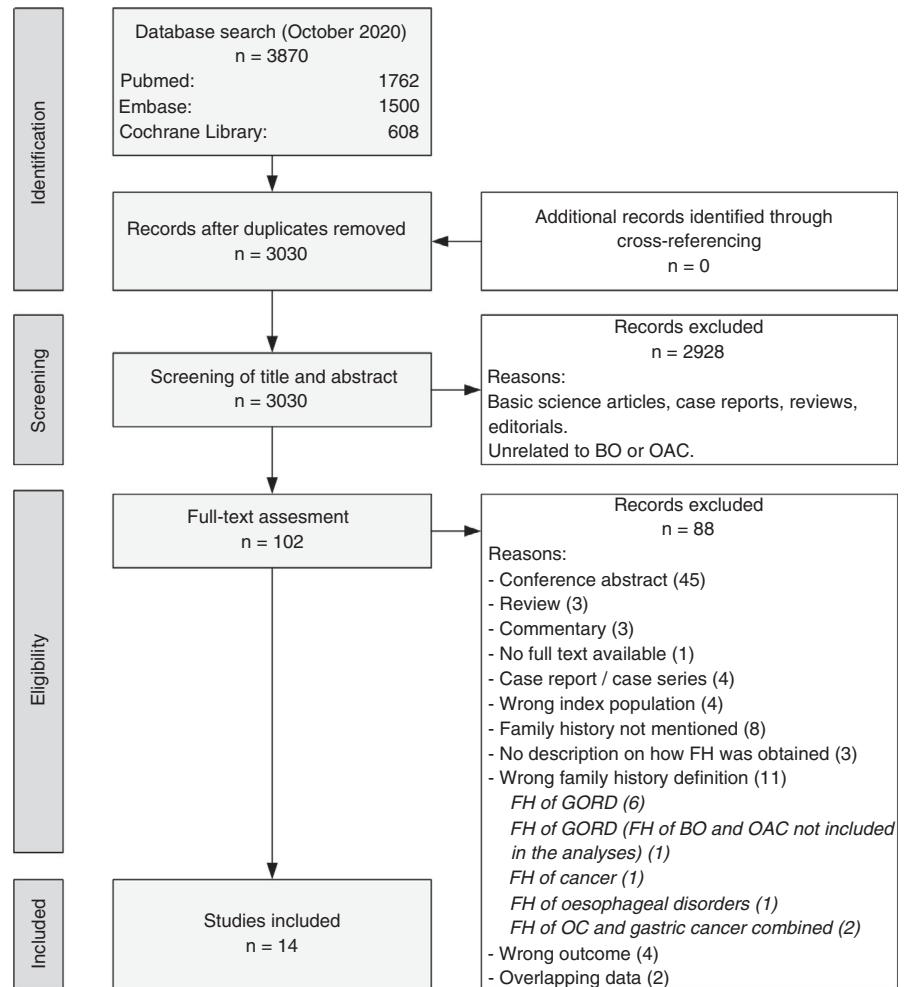 Identification
Database search (October 2020)
n = 3870
Pubmed: 1762
Embase: 1500
Cochrane Library: 608
Records after duplicates removed
n = 3030
Additional records identified through
cross-referencing
n = 0
Screening
Screening of title and abstract
n = 3030
Records excluded
n = 2928
Reasons:
Basic science articles, case reports, reviews,
editorials.
Unrelated to BO or OAC.
Eligibility
Full-text assesment
n = 102
Records excluded
n = 88
Reasons:
- Conference abstract (45)
- Review (3)
- Commentary (3)
- No full text available (1)
- Case report / case series (4)
- Wrong index population (4)
- Family history not mentioned (8)
- No description on how FH was obtained (3)
- Wrong family history definition (11)
FH of GORD (6)
FH of GORD (FH of BO and OAC not included
in the analyses) (1)
FH of cancer (1)
FH of oesophageal disorders (1)
FH of OC and gastric cancer combined (2)
- Wrong outcome (4)
- Overlapping data (2)
Included
Studies included
n = 14